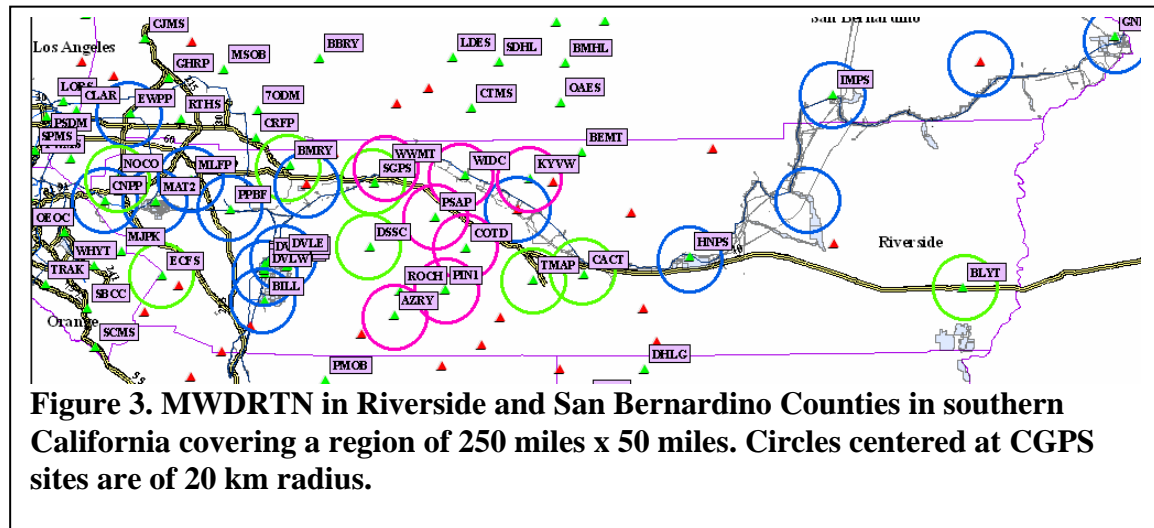 San Bernardino
CJMS
Los Angeles
MSOB
BBRY
LDES
SDHL
BMHL
GHRP
CLAR
EWPP
RTHS
7ODM
CTMS
OAES
IMPS
PSDM
SPMS
CRFP
60
NOCO
MLFP
BMRY
WWMT
SGPS
WIDC
KYVW
BEMT
CNPP
MAT2
PPBF
PSAP
OEOC
MJPK
WHYT
DVLE
DSSC
COTD
HNPS
10
Riverside
TRAK
ECFS
DVLW
BILL
ROCH
PIN1
TMAP
CACT
BLYT
SBCC
AZRY
Orange
SCMS
PMOB
DHLG
Figure 3. MWDRTN in Riverside and San Bernardino Counties in southern
California covering a region of 250 miles x 50 miles. Circles centered at CGPS
sites are of 20 km radius.